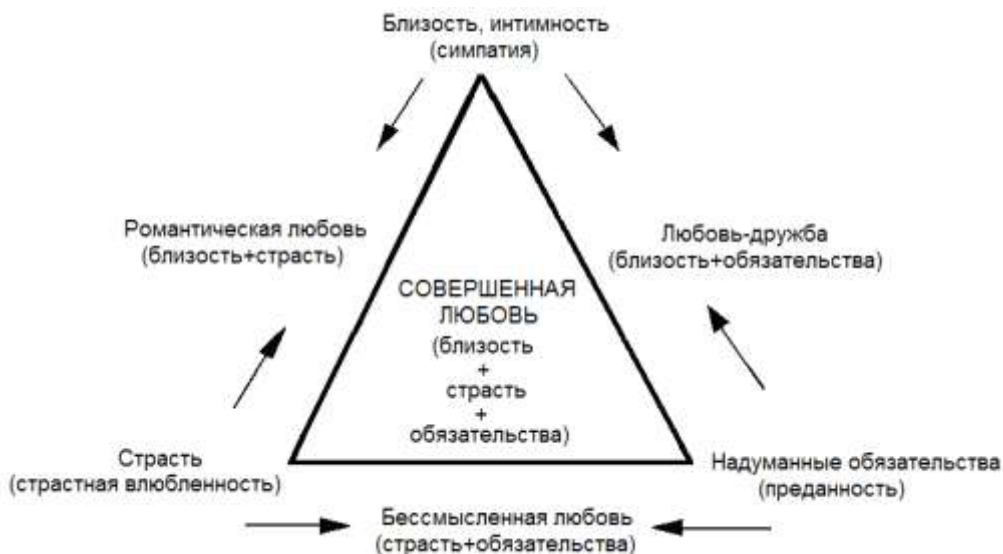 Близость, интимность
(симпатия)
Романтическая любовь
(близость+страсть)
Любовь-дружба
(близость+обязательства)
СОВЕРШЕННАЯ
ЛЮБОВЬ
(близость
+
страсть
+
обязательства)
Страсть
(страстная влюбленность)
Надуманные обязательства
(преданность)
Бессмысленная любовь
(страсть+обязательства)